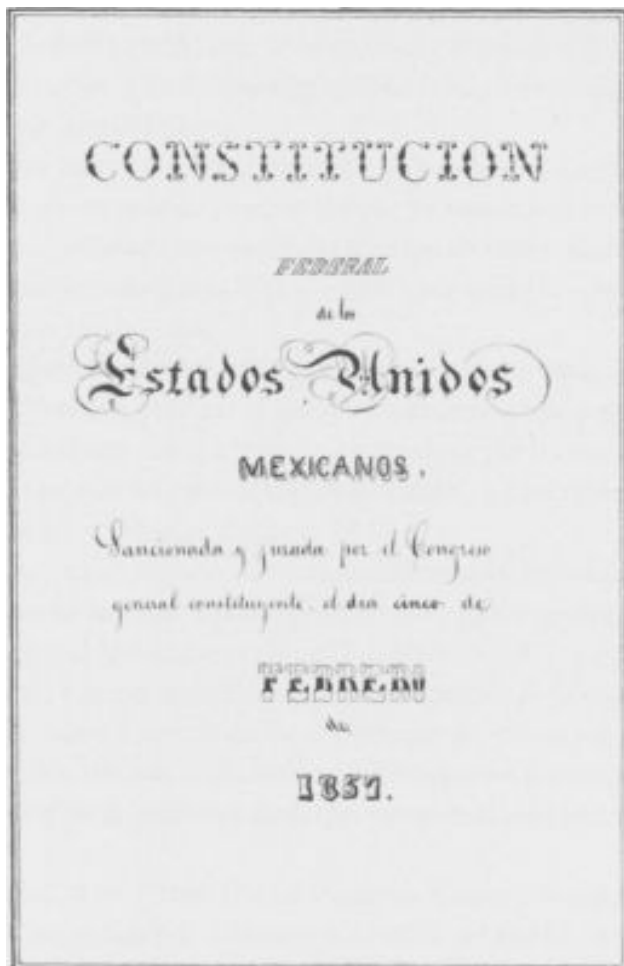 CONSTITUCION
FEDERAL
de los
Estados Unidos
MEXICANOS.
Sancionada y jurada por el Congreso
general constituyente el dia cinco de
FEBRERO
de
1857.